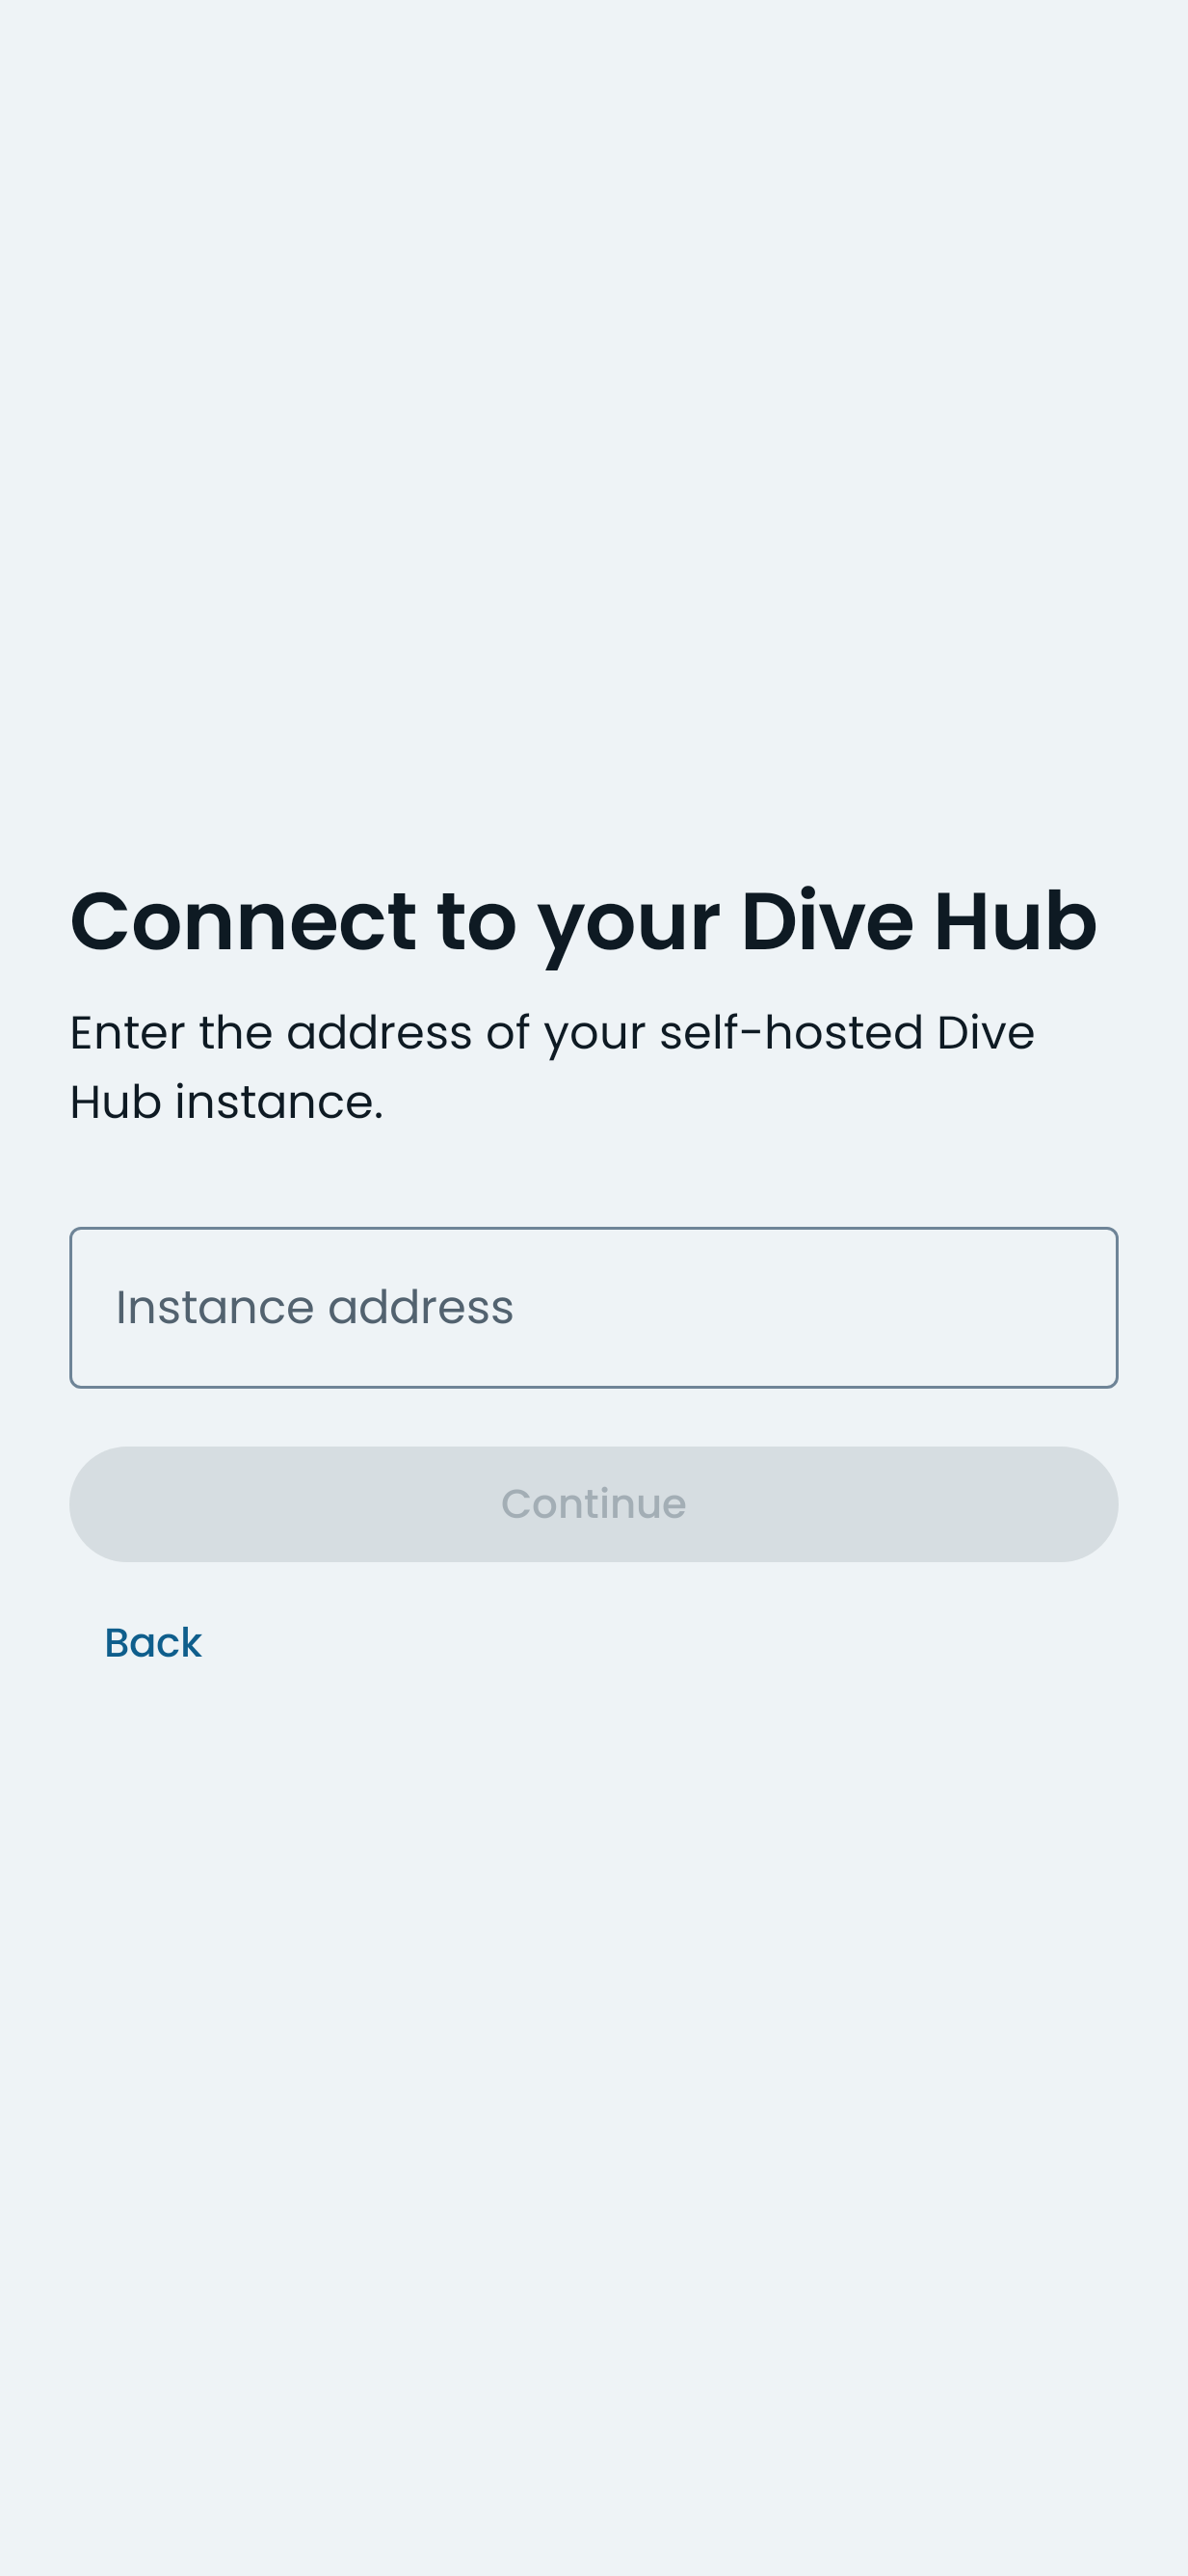 Connect to your Dive Hub
Enter the address of your self-hosted Dive
Hub instance.
Instance address
Continue
Back